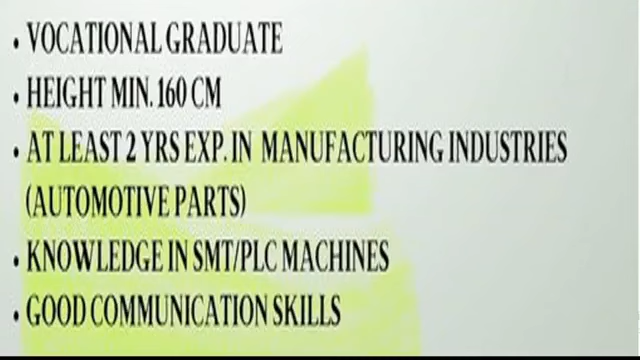 • VOCATIONAL GRADUATE
• HEIGHT MIN. 160 CM
• AT LEAST 2 YRS EXP. IN MANUFACTURING INDUSTRIES
(AUTOMOTIVE PARTS)
• KNOWLEDGE IN SMT/PLC MACHINES
• GOOD COMMUNICATION SKILLS